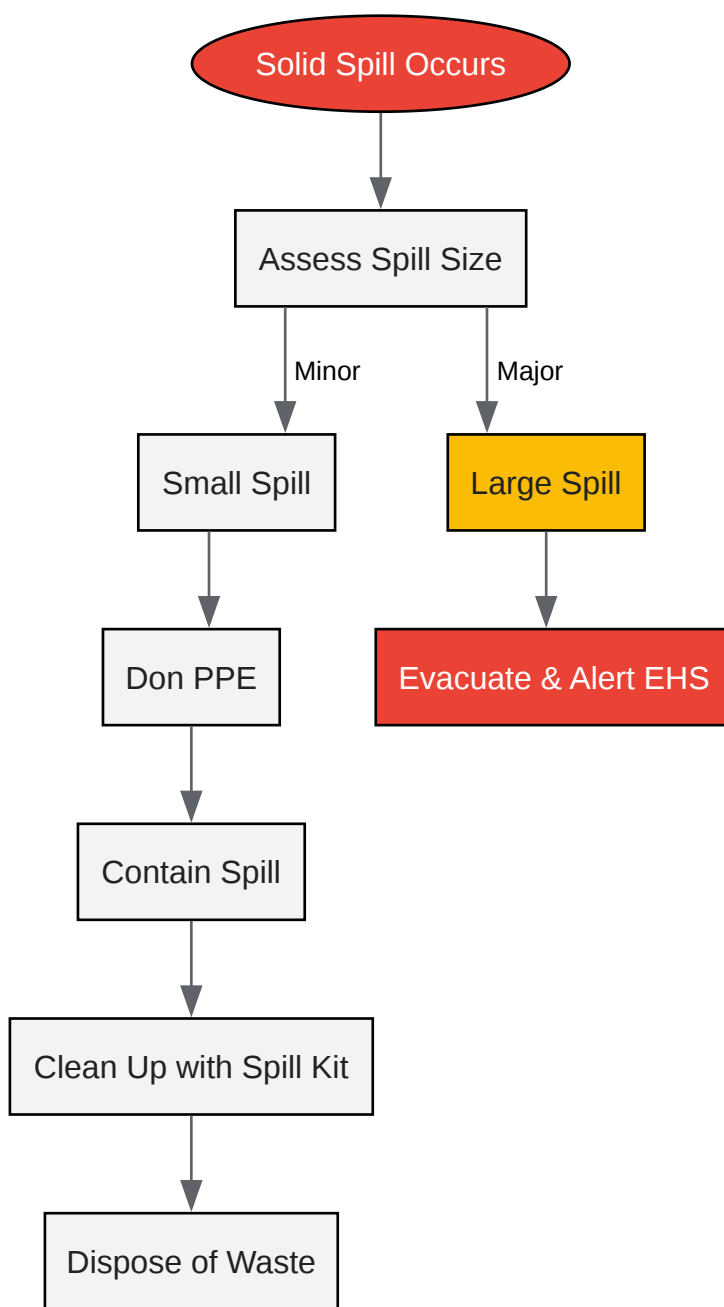 Solid Spill Occurs
Assess Spill Size
Minor
Major
Small Spill
Large Spill
Don PPE
Evacuate & Alert EHS
Contain Spill
Clean Up with Spill Kit
Dispose of Waste